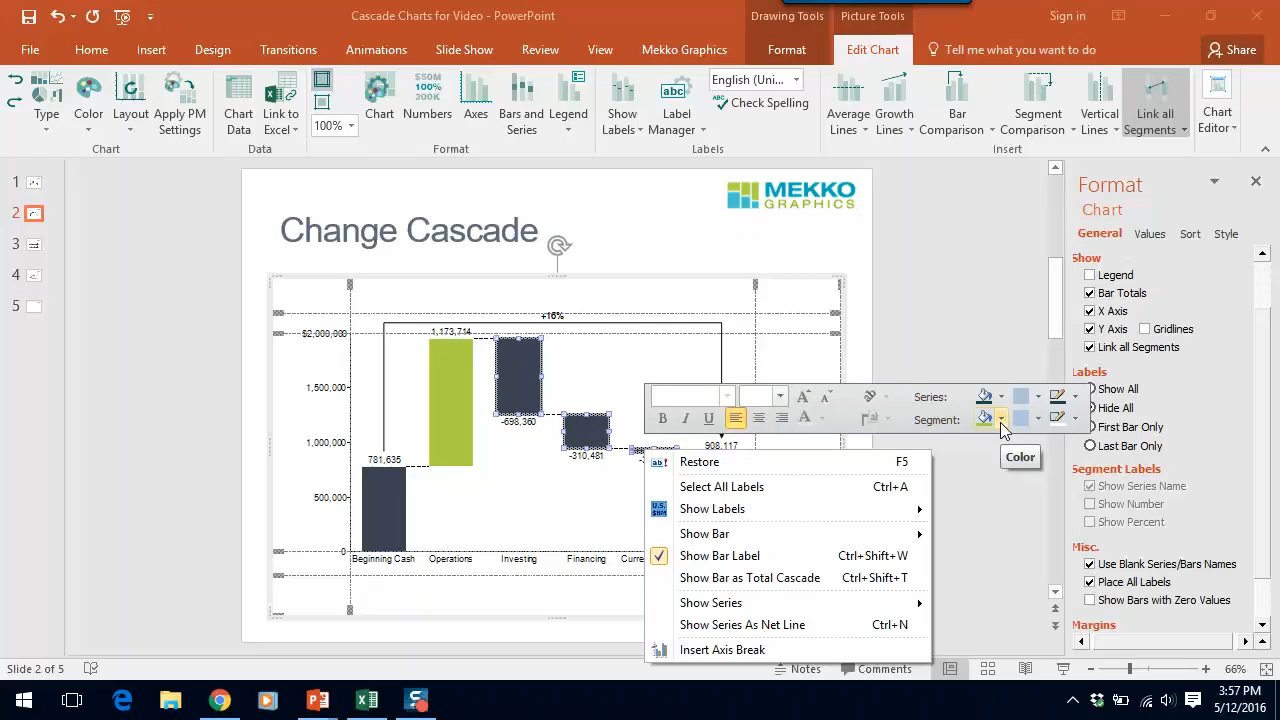 Cascade Charts for Video - PowerPoint
Drawing Tools
Picture Tools
Sign in
File
Home
Insert
Design
Transitions
Animations
Slide Show
Review
View
Mekko Graphics
Format
Edit Chart
Tell me what you want to do
Share
Type
Color
Layout
Apply PM Settings
Chart
Chart Data
Link to Excel
Data
100%
Chart
Numbers
Axes
Bars and Series
Legend
Format
Show Labels
Label Manager
English (Uni...
Check Spelling
Labels
Average Lines
Growth Lines
Bar Comparison
Segment Comparison
Vertical Lines
Link all Segments
Insert
Chart Editor
1
2
3
4
5
MEKKO
GRAPHICS
Change Cascade
+16%
$2,000,000
1,500,000
1,000,000
500,000
0
781,635
1,173,714
-698,360
-310,481
908,117
Beginning Cash
Operations
Investing
Financing
Series:
B I U
A
Segment:
Color
Restore F5
Select All Labels Ctrl+A
Show Labels
Show Bar
Show Bar Label Ctrl+Shift+W
Show Bar as Total Cascade Ctrl+Shift+T
Show Series
Show Series As Net Line Ctrl+N
Insert Axis Break
Format
Chart
General
Values
Sort
Style
Show
Legend
Bar Totals
X Axis
Y Axis
Gridlines
Link all Segments
Labels
Show All
Hide All
First Bar Only
Last Bar Only
Segment Labels
Show Series Name
Show Number
Show Percent
Misc.
Use Blank Series/Bars Names
Place All Labels
Show Bars with Zero Values
Margins
Slide 2 of 5
Notes
Comments
66%
3:57 PM
5/12/2016